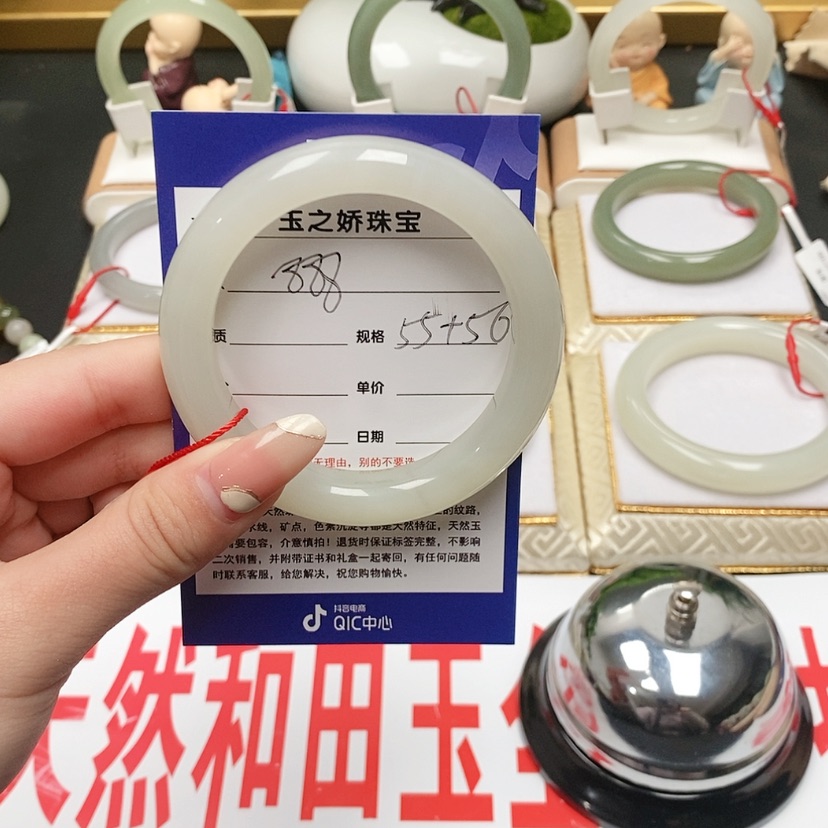 玉之娇珠宝
888
质 规格 55+56
单价
日期
无理由，别的不要选
的纹路，
水线，矿点，色素沉淀等都是天然特征，天然玉
需要包容，介意慎拍！退货时保证标签完整，不影响
二次销售，并附带证书和礼盒一起寄回，有任何问题随
时联系客服，给您解决，祝您购物愉快。
抖音电商
QIC中心
天然和田玉